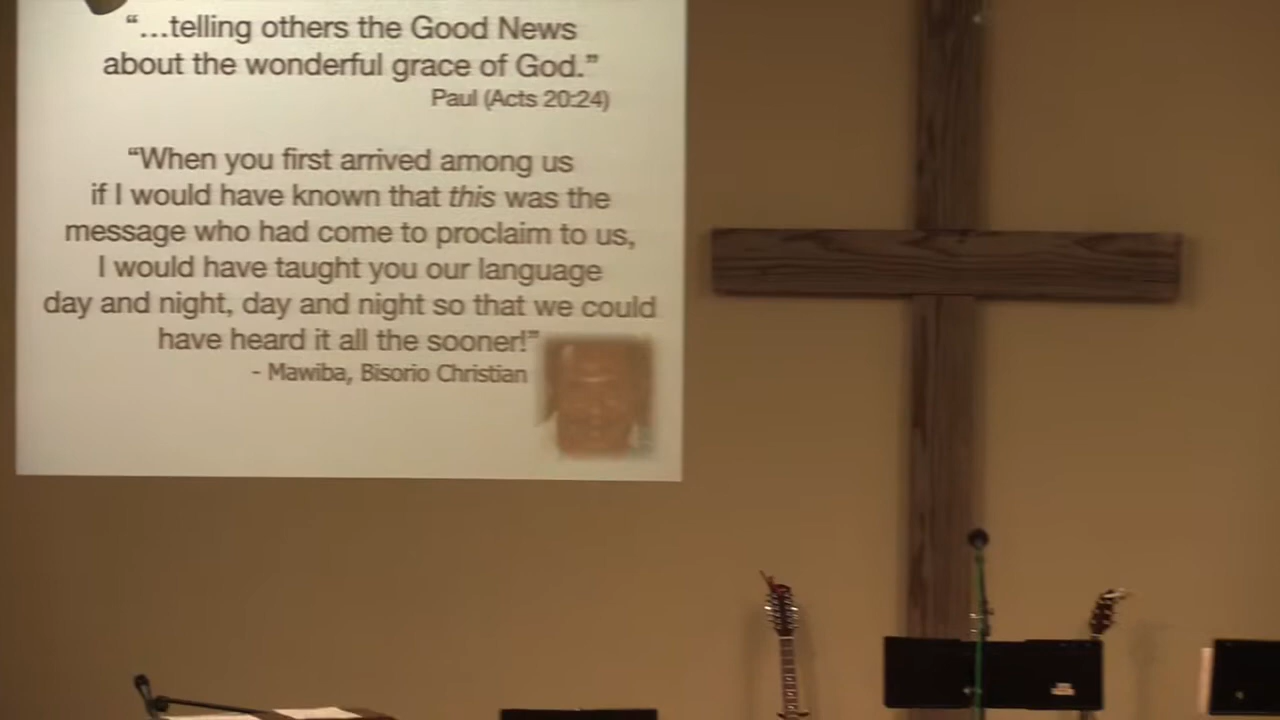 “...telling others the Good News
about the wonderful grace of God.”
Paul (Acts 20:24)
“When you first arrived among us
if I would have known that this was the
message who had come to proclaim to us,
I would have taught you our language
day and night, day and night so that we could
have heard it all the sooner!”
- Mawiba, Bisorio Christian